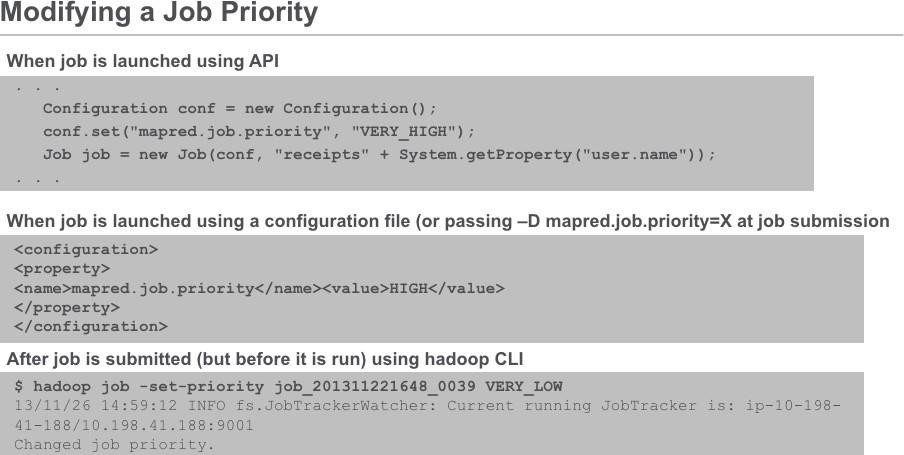 Modifying a Job Priority
When job is launched using API
. . .
Configuration conf = new Configuration();
conf.set("mapred.job.priority", "VERY_HIGH");
Job job = new Job(conf, "receipts" + System.getProperty("user.name"));
. . .
When job is launched using a configuration file (or passing –D mapred.job.priority=X at job submission
<configuration>
<property>
<name>mapred.job.priority</name><value>HIGH</value>
</property>
</configuration>
After job is submitted (but before it is run) using hadoop CLI
$ hadoop job -set-priority job_201311221648_0039 VERY_LOW
13/11/26 14:59:12 INFO fs.JobTrackerWatcher: Current running JobTracker is: ip-10-198-
41-188/10.198.41.188:9001
Changed job priority.